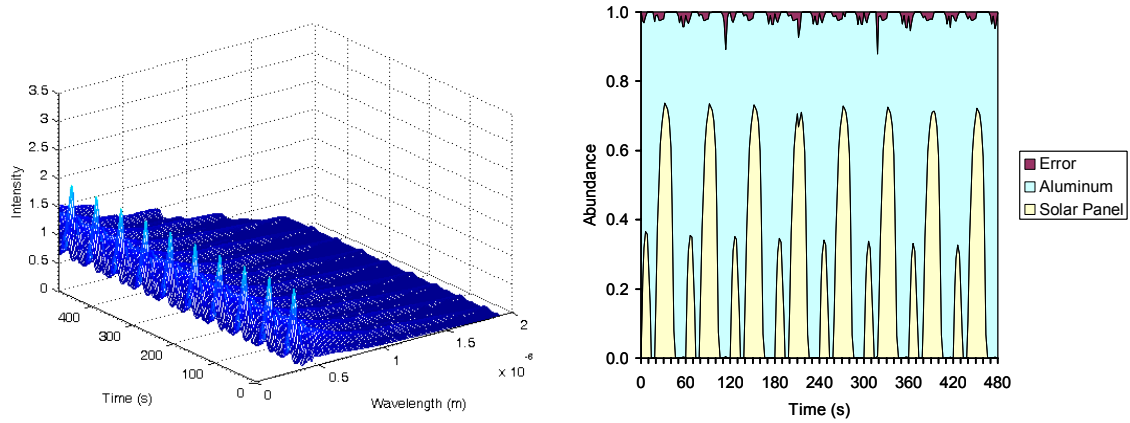 3.5
3
2.5
2
1.5
1
0.5
0
Intensity
400
300
200
100
0
Time (s)
0
0.5
1
1.5
2
x 10
-6
Wavelength (m)
1.0
0.8
0.6
0.4
0.2
0.0
Abundance
0 60 120 180 240 300 360 420 480
Time (s)
Error
Aluminum
Solar Panel